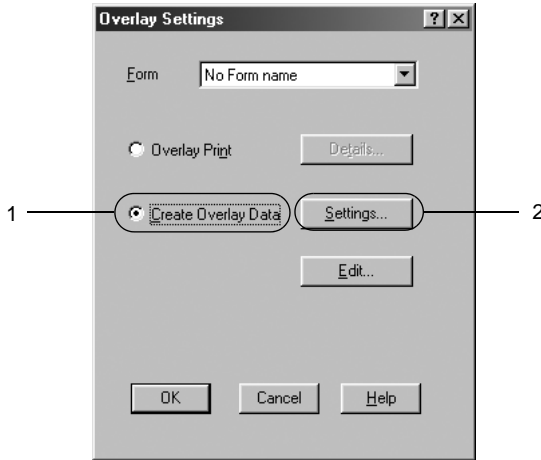 Overlay Settings
Form No Form name
Overlay Print Details...
1 Create Overlay Data Settings... 2
Edit...
OK Cancel Help